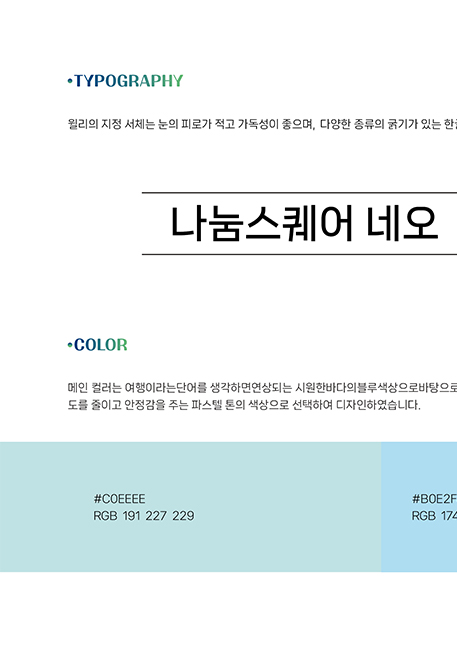 •TYPOGRAPHY
윌리의 지정 서체는 눈의 피로가 적고 가독성이 좋으며, 다양한 종류의 굵기가 있는 한글
나눔스퀘어 네오
•COLOR
메인 컬러는 여행이라는단어를 생각하면연상되는 시원한바다의블루색상으로바탕으로
도를 줄이고 안정감을 주는 파스텔 톤의 색상으로 선택하여 디자인하였습니다.
#C0EEEE
RGB 191 227 229
#B0E2F
RGB 174